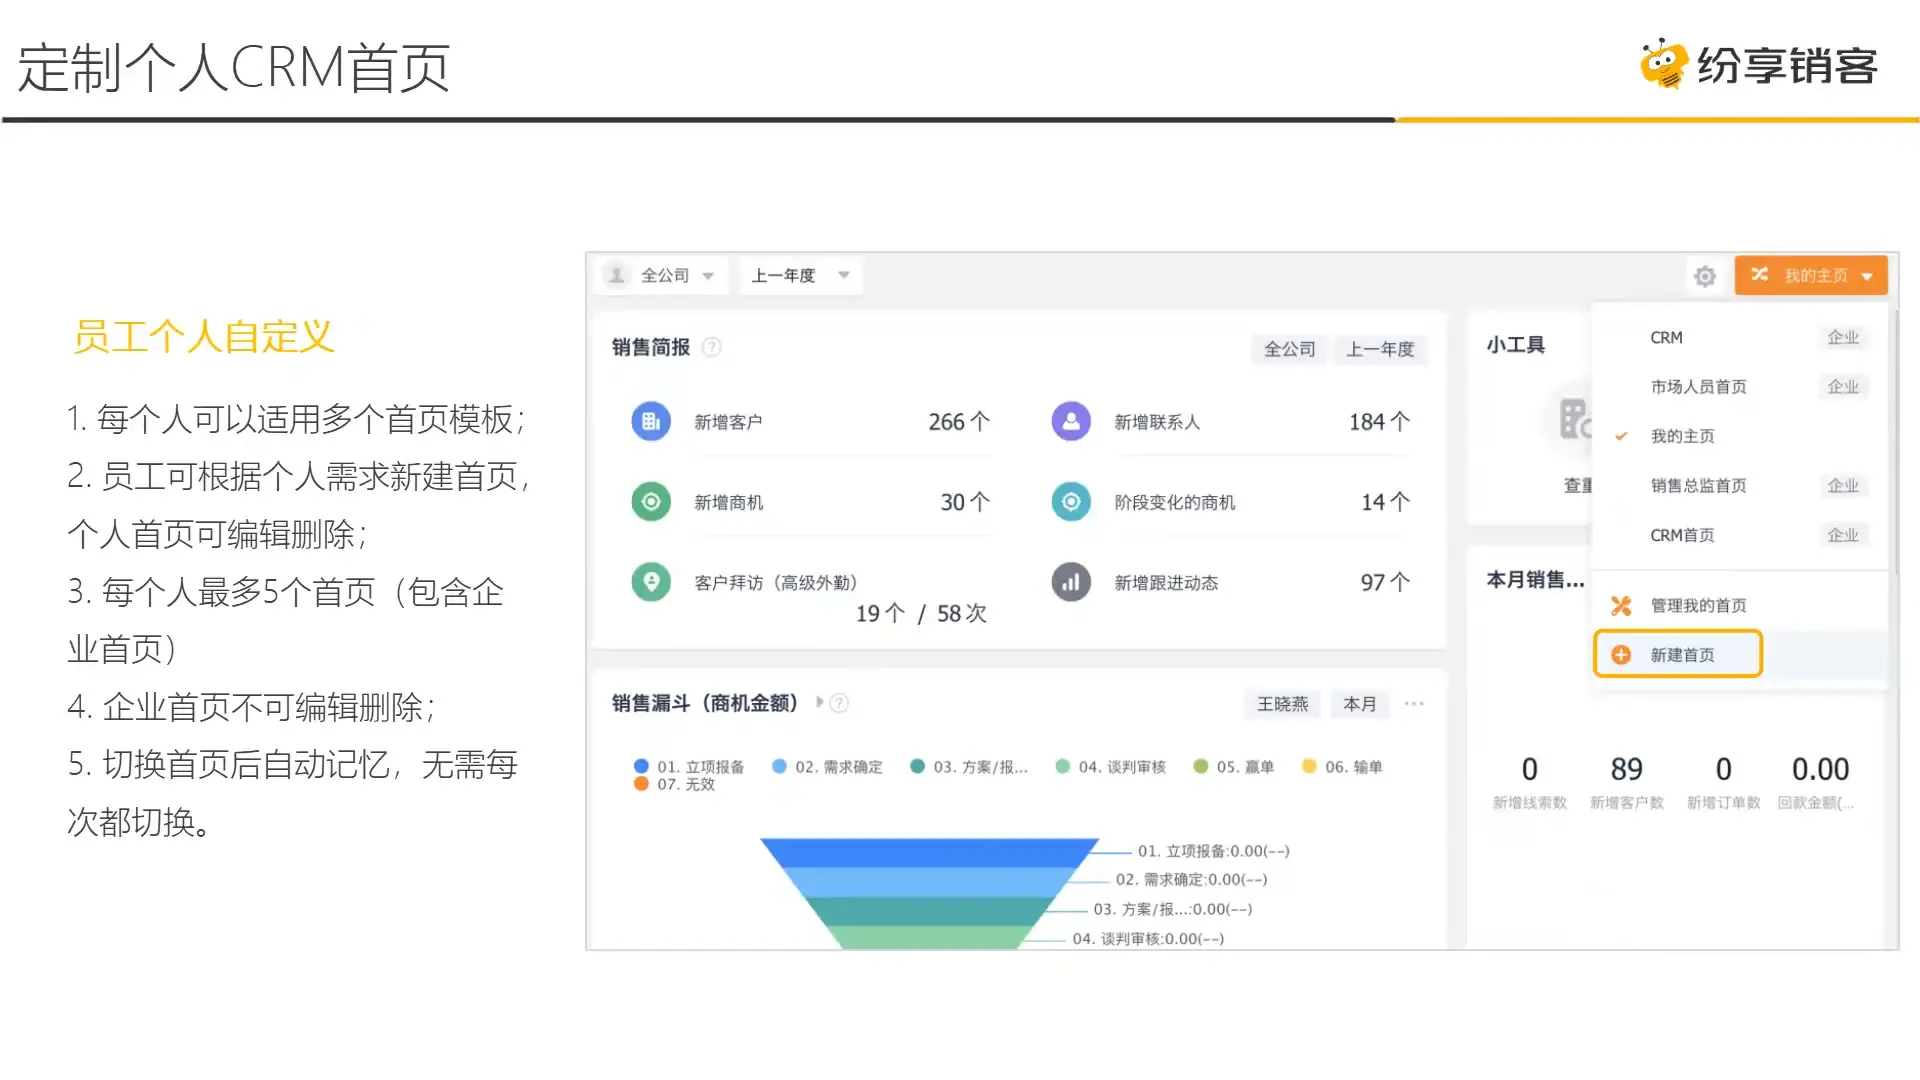 定制个人CRM首页
纷享销客
员工个人自定义
1. 每个人可以适用多个首页模板；
2. 员工可根据个人需求新建首页，
个人首页可编辑删除；
3. 每个人最多5个首页（包含企
业首页）
4. 企业首页不可编辑删除；
5. 切换首页后自动记忆，无需每
次都切换。
全公司
上一年度
我的主页
销售简报
全公司
上一年度
新增客户
266 个
新增联系人
184 个
新增商机
30 个
阶段变化的商机
14 个
客户拜访（高级外勤）
19 个 / 58 次
新增跟进动态
97 个
销售漏斗（商机金额）
王晓燕
本月
01. 立项报备
02. 需求确定
03. 方案/报...
04. 谈判审核
05. 赢单
06. 输单
07. 无效
01. 立项报备:0.00(--)
02. 需求确定:0.00(--)
03. 方案/报...:0.00(--)
04. 谈判审核:0.00(--)
小工具
查重
本月销售...
CRM
企业
市场人员首页
企业
我的主页
销售总监首页
企业
CRM首页
企业
管理我的首页
新建首页
0
89
0
0.00
新增线索数
新增客户数
新增订单数
回款金额(...